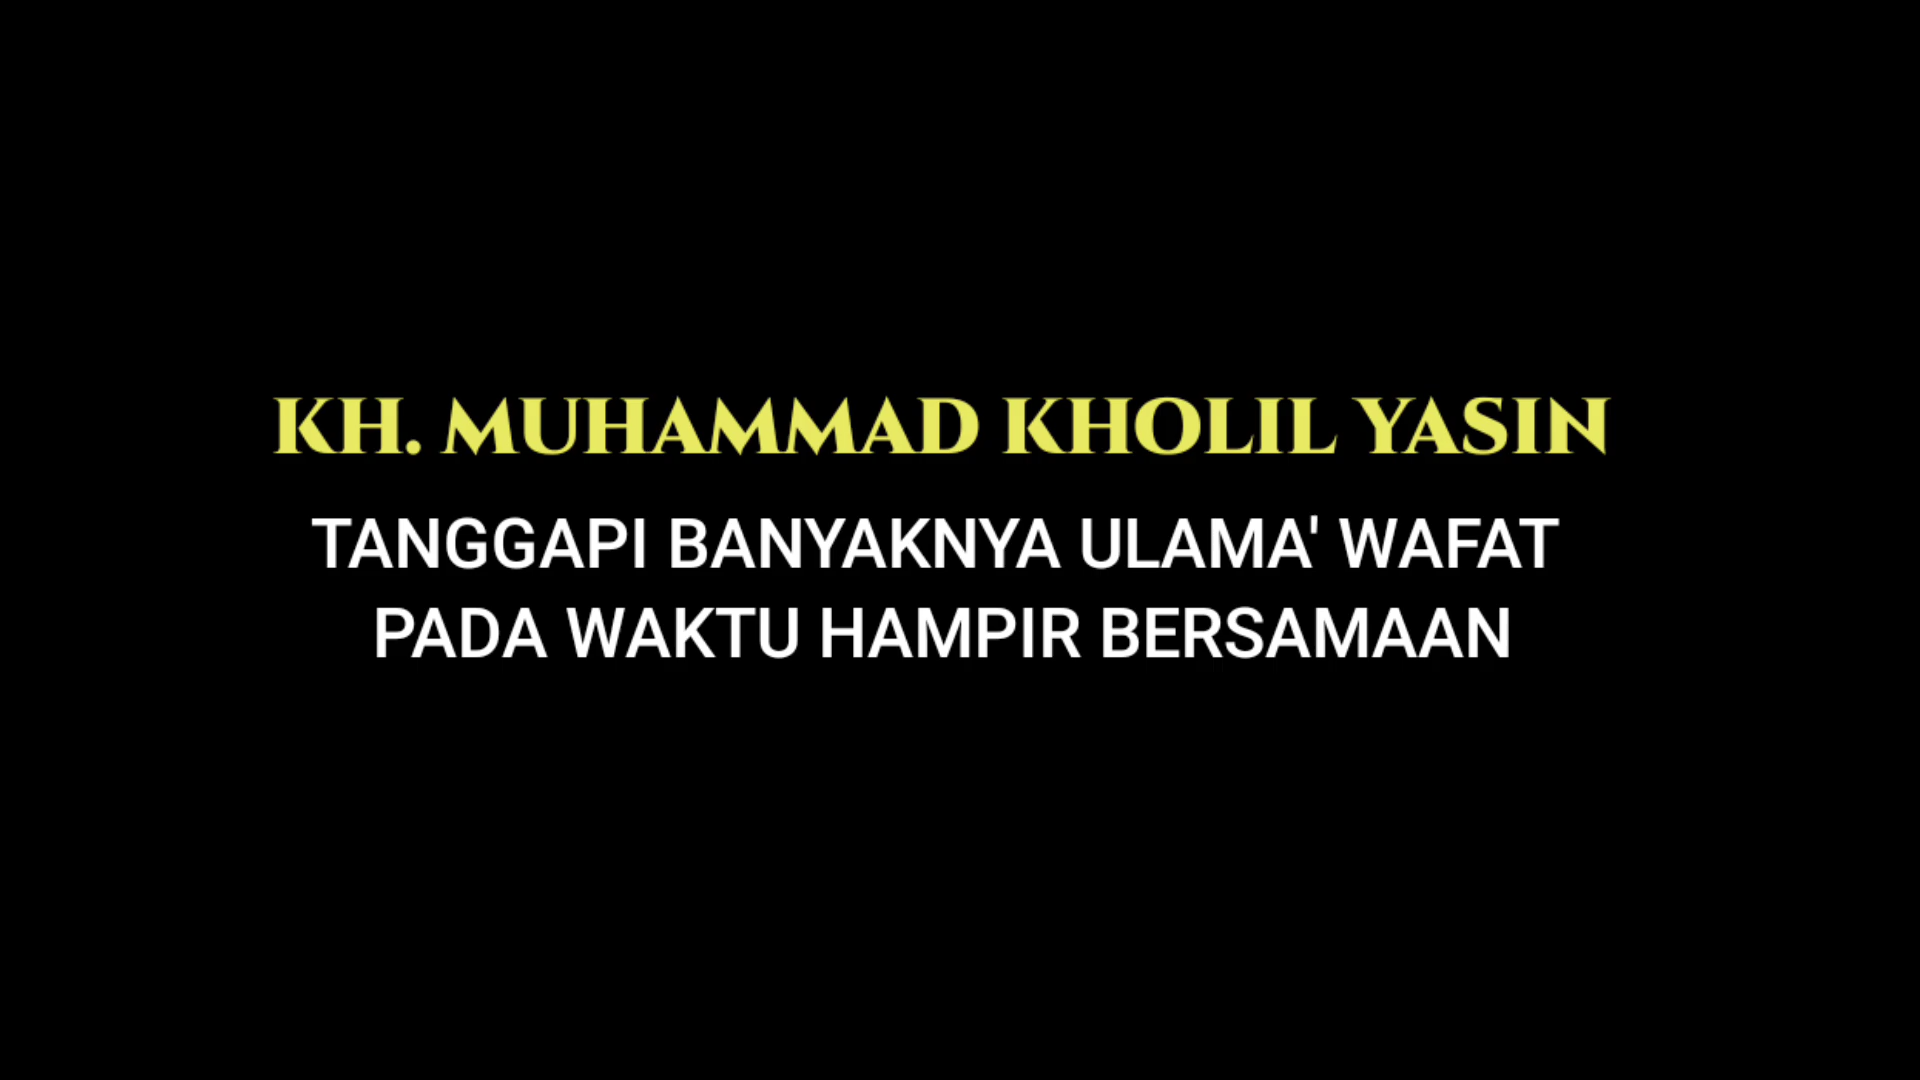 KH. MUHAMMAD KHOLIL YASIN
TANGGAPI BANYAKNYA ULAMA' WAFAT
PADA WAKTU HAMPIR BERSAMAAN